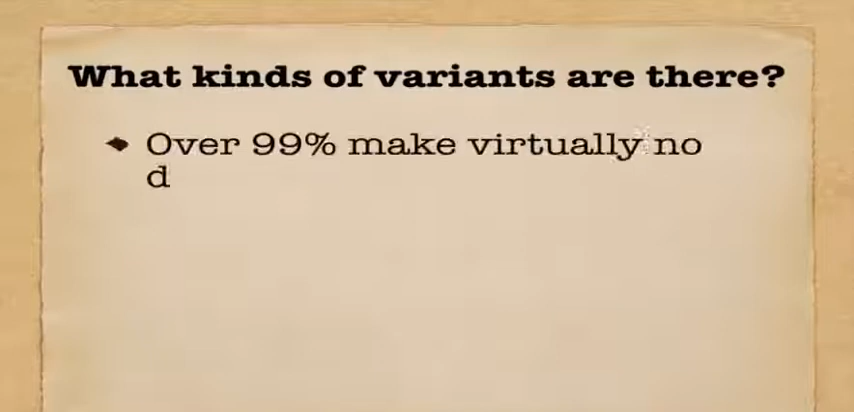 What kinds of variants are there?
Over 99% make virtually no
d